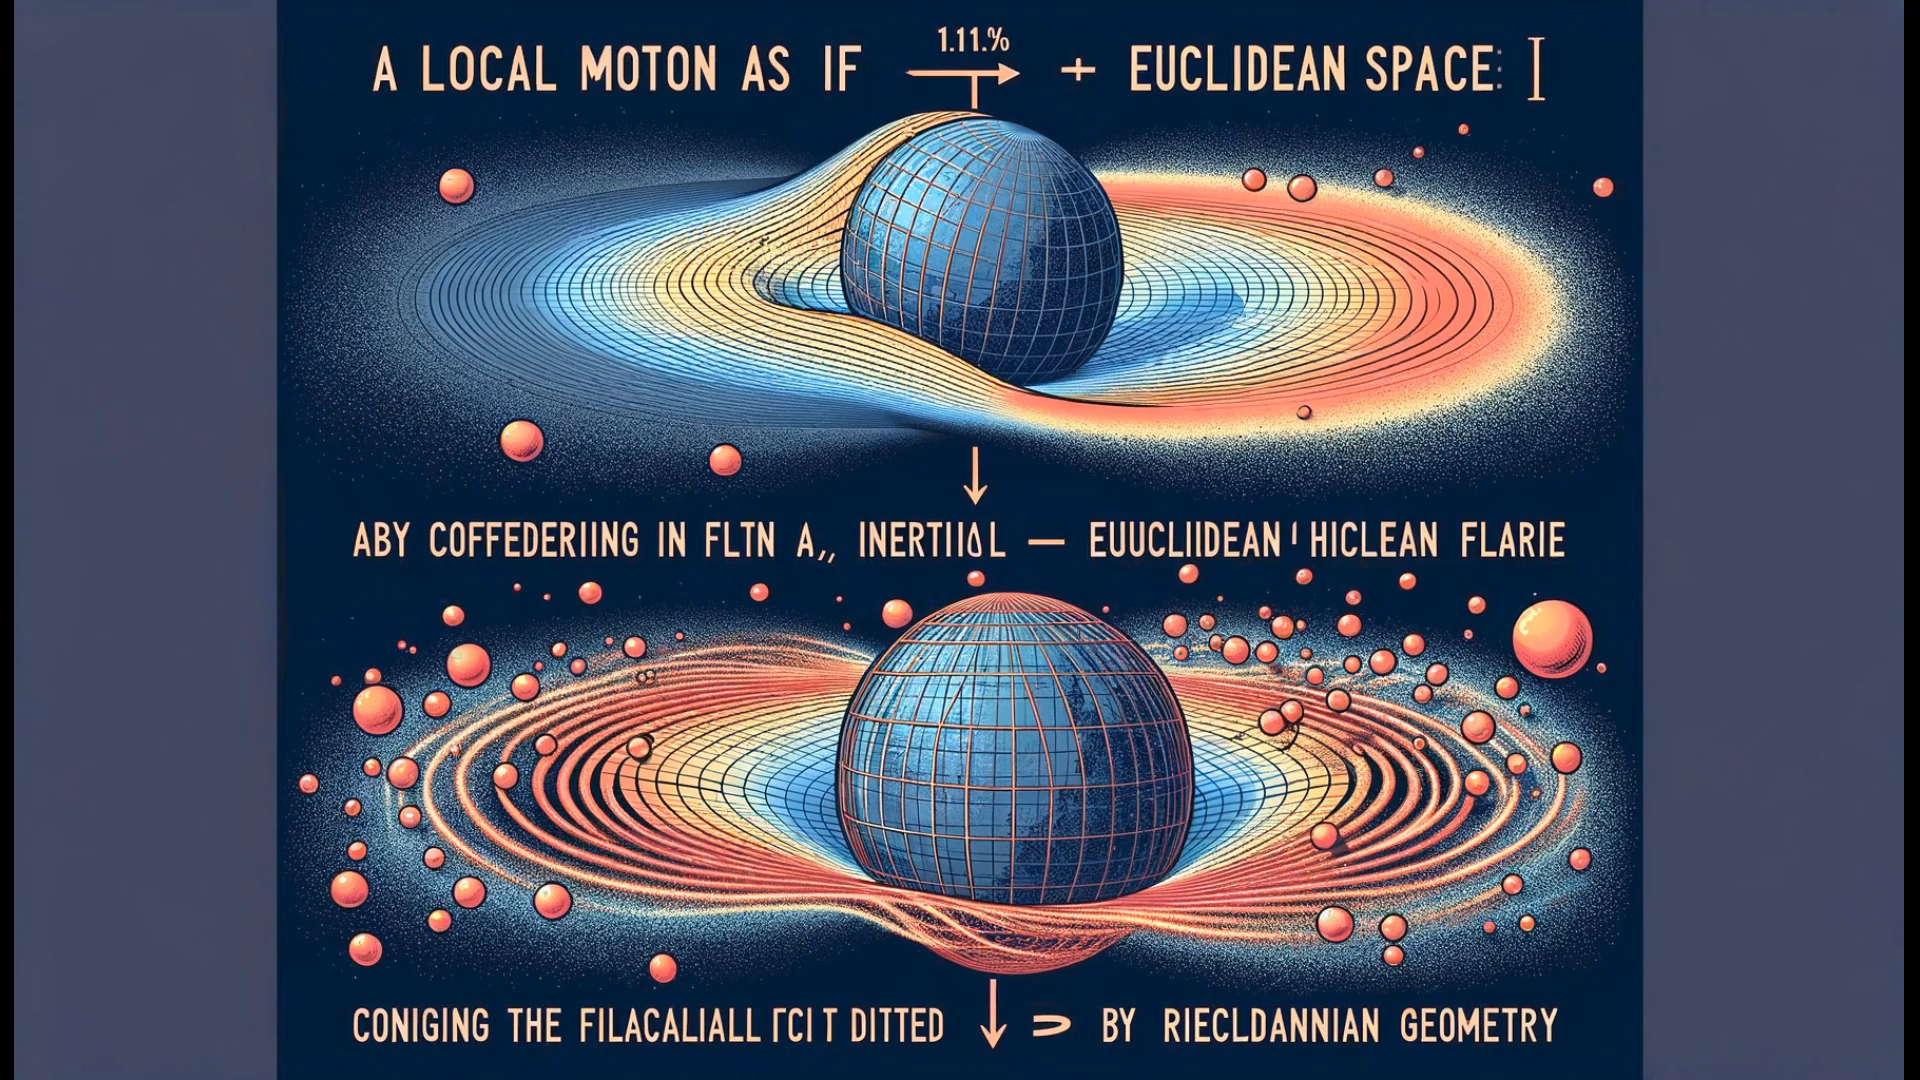 1.11.%
A LOCAL MOTON AS IF + EUCLIDEAN SPACE:
ABY COFFEDERIING IN FLTN A,, INERTIIAL — EUUCLIIDEAN ' HICLEAN FLARIE
CONIGING THE FILACALIALL DITTED BY RIECLDANNIAN GEOMETRY